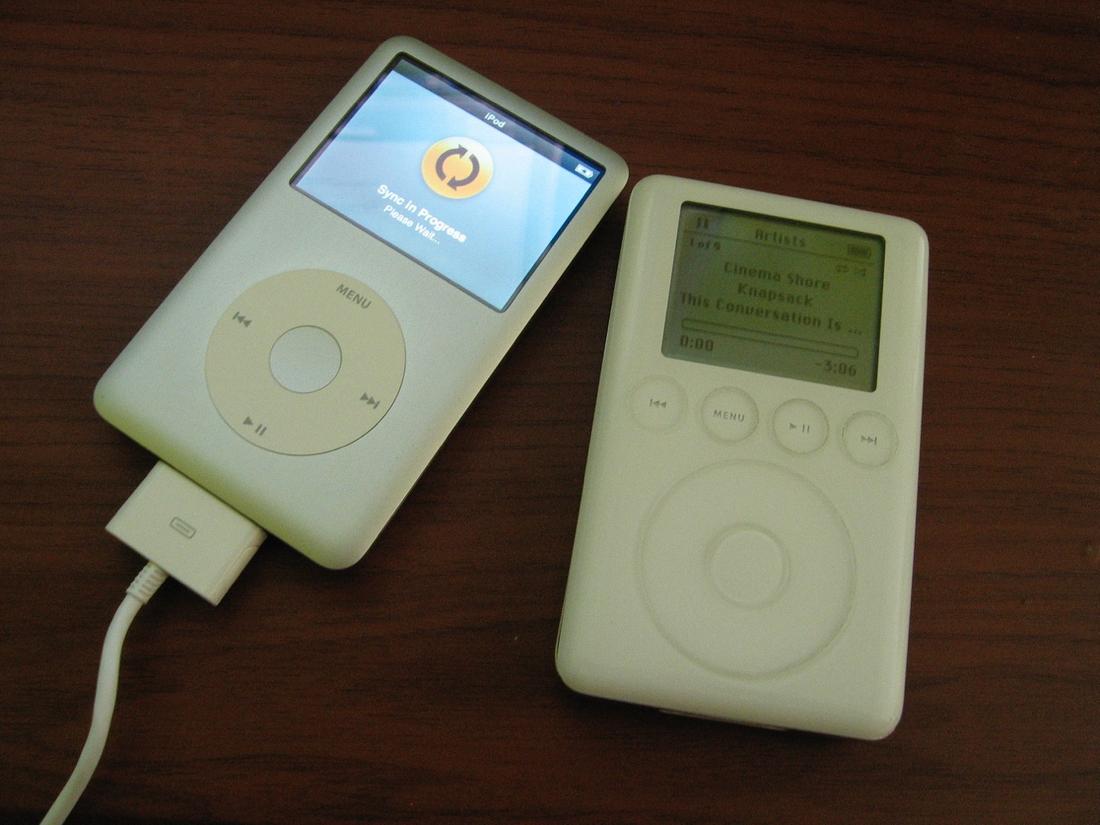 iPod
Sync in Progress
Please Wait...
MENU
Artists
1 of 9
Cinema Shore
Knapsack
This Conversation Is ...
0:00
-3:06
MENU